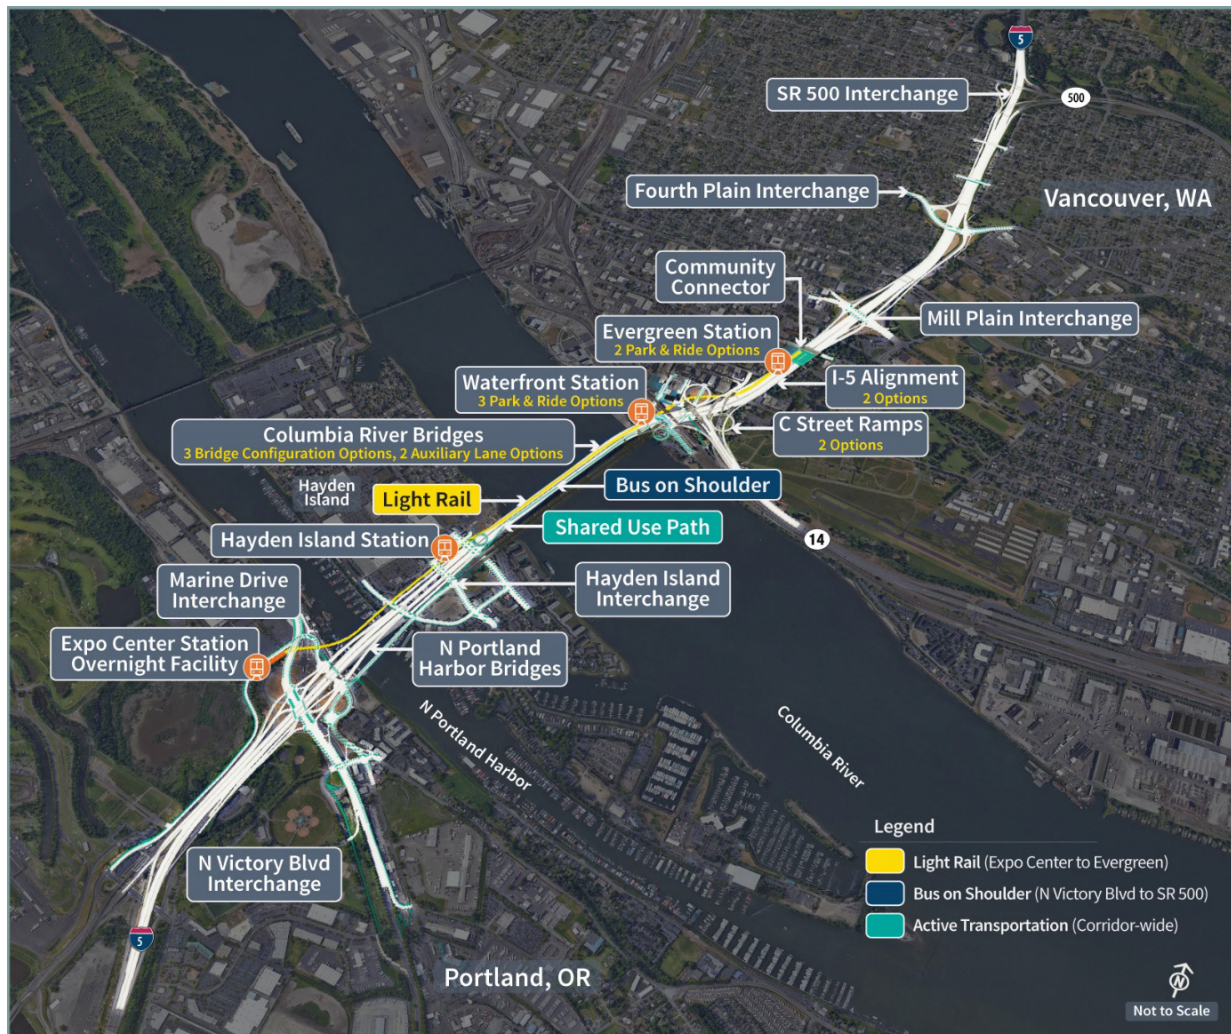 5
SR 500 Interchange
500
Fourth Plain Interchange
Vancouver, WA
Community
Connector
Mill Plain Interchange
Evergreen Station
2 Park & Ride Options
I-5 Alignment
2 Options
Waterfront Station
3 Park & Ride Options
C Street Ramps
2 Options
Columbia River Bridges
3 Bridge Configuration Options, 2 Auxiliary Lane Options
Hayden
Island
Light Rail
Bus on Shoulder
Shared Use Path
14
Hayden Island Station
Marine Drive
Interchange
Hayden Island
Interchange
Expo Center Station
Overnight Facility
N Portland
Harbor Bridges
N Portland Harbor
Columbia River
N Victory Blvd
Interchange
5
Portland, OR
Legend
Light Rail (Expo Center to Evergreen)
Bus on Shoulder (N Victory Blvd to SR 500)
Active Transportation (Corridor-wide)
N
Not to Scale